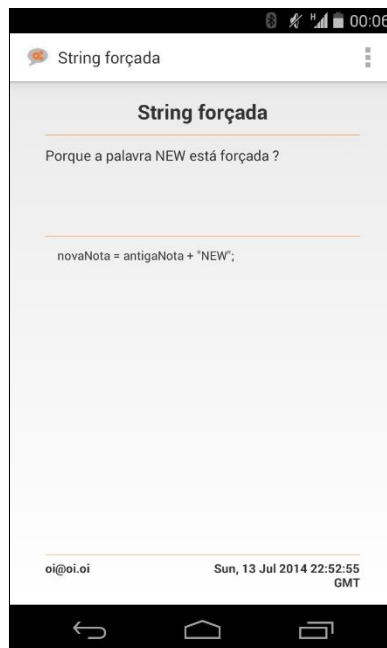 00:06
String forçada
String forçada
Porque a palavra NEW está forçada ?
novaNota = antigaNota + "NEW";
oi@oi.oi
Sun, 13 Jul 2014 22:52:55
GMT